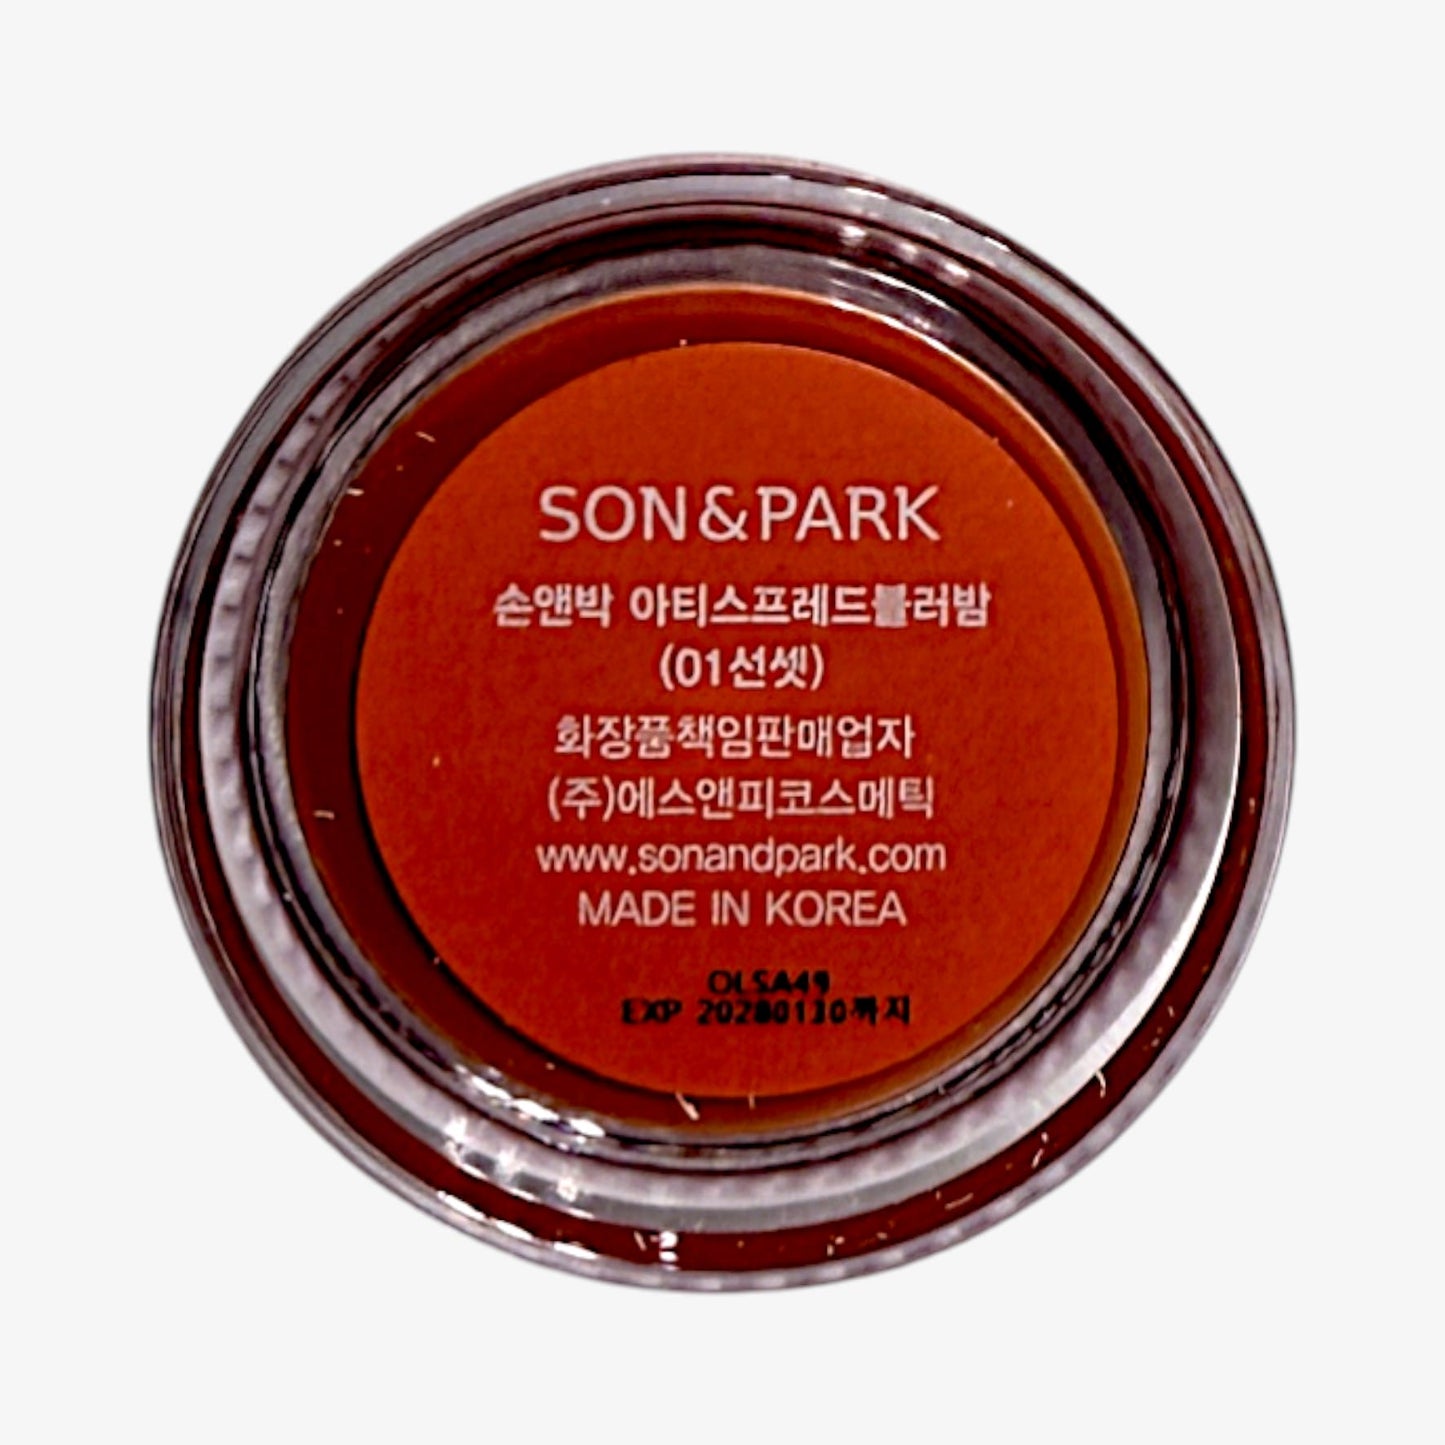 SON&PARK
손앤박 아티스프레드블러밤
(01선셋)
화장품책임판매업자
(주)에스앤피코스메틱
www.sonandpark.com
MADE IN KOREA
OLSA49
EXP 20280130까지